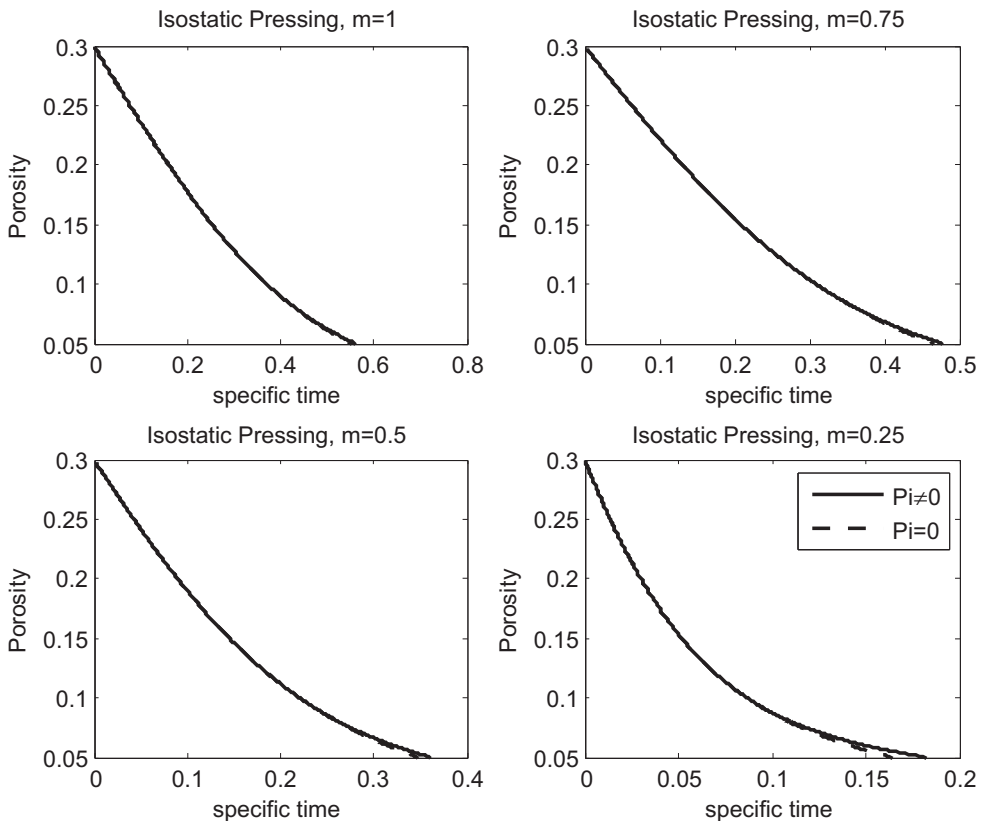 Isostatic Pressing, m=1
0.3
0.25
0.2
0.15
0.1
0.05
Porosity
0 0.2 0.4 0.6 0.8
specific time
Isostatic Pressing, m=0.75
0.3
0.25
0.2
0.15
0.1
0.05
Porosity
0 0.1 0.2 0.3 0.4 0.5
specific time
Isostatic Pressing, m=0.5
0.3
0.25
0.2
0.15
0.1
0.05
Porosity
0 0.1 0.2 0.3 0.4
specific time
Isostatic Pressing, m=0.25
0.3
0.25
0.2
0.15
0.1
0.05
Porosity
Pi≠0
Pi=0
0 0.05 0.1 0.15 0.2
specific time